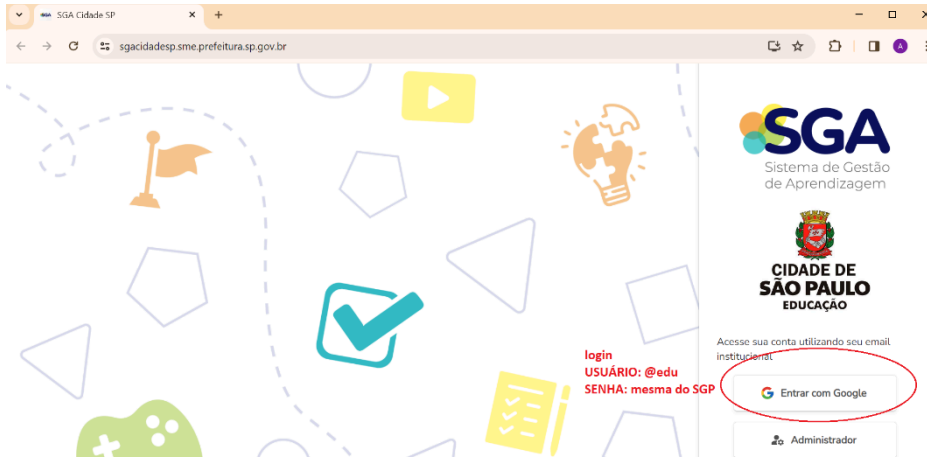 SGA Cidade SP
sgacidadesp.sme.prefeitura.sp.gov.br
A
SGA
Sistema de Gestão
de Aprendizagem
CIDADE DE
SÃO PAULO
EDUCAÇÃO
Acesse sua conta utilizando seu email
institucional
login
USUÁRIO: @edu
SENHA: mesma do SGP
Entrar com Google
Administrador